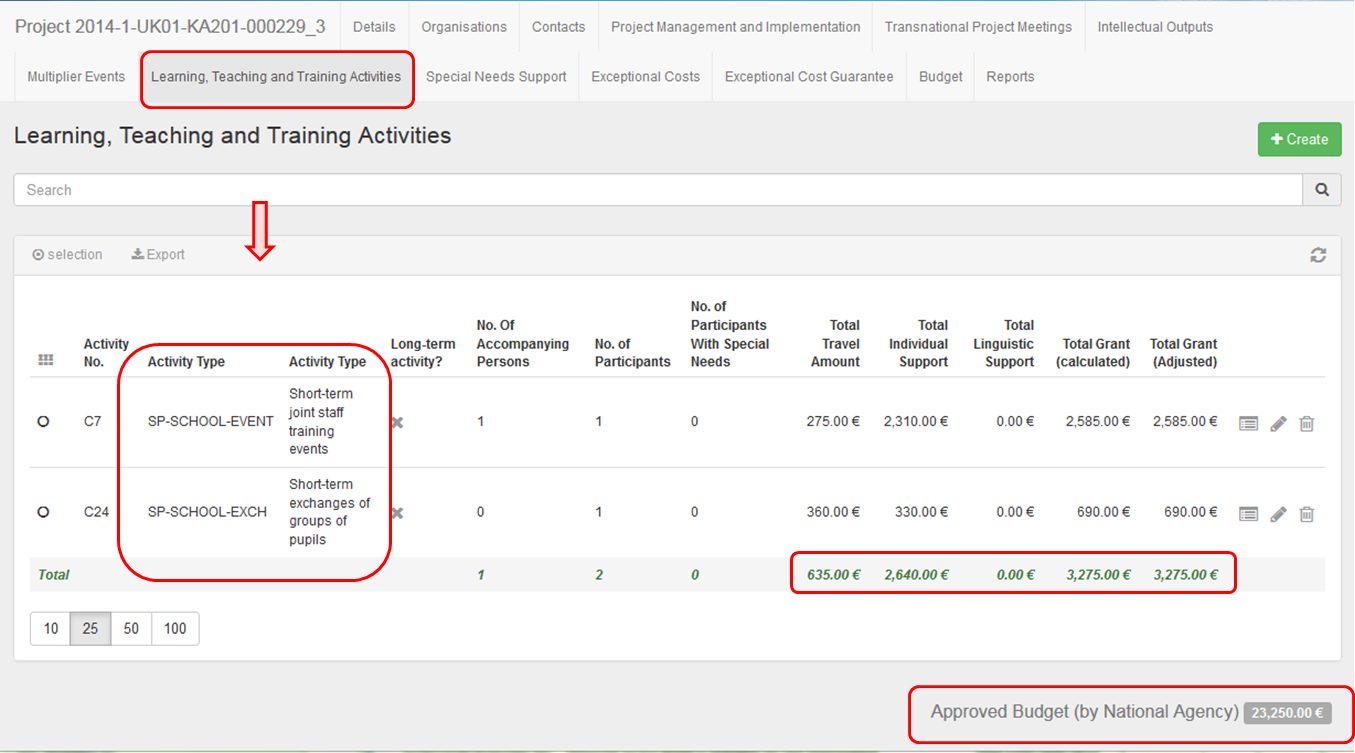 Project 2014-1-UK01-KA201-000229_3 Details Organisations Contacts Project Management and Implementation Transnational Project Meetings Intellectual Outputs
Multiplier Events Learning, Teaching and Training Activities Special Needs Support Exceptional Costs Exceptional Cost Guarantee Budget Reports
Learning, Teaching and Training Activities
Create
Search
selection Export
Activity No.
Activity Type
Activity Type
Long-term activity?
No. Of Accompanying Persons
No. of Participants
No. of Participants With Special Needs
Total Travel Amount
Total Individual Support
Total Linguistic Support
Total Grant (calculated)
Total Grant (Adjusted)
C7 SP-SCHOOL-EVENT Short-term joint staff training events 1 1 0 275.00 € 2,310.00 € 0.00 € 2,585.00 € 2,585.00 €
C24 SP-SCHOOL-EXCH Short-term exchanges of groups of pupils 0 1 0 360.00 € 330.00 € 0.00 € 690.00 € 690.00 €
Total 1 2 0 635.00 € 2,640.00 € 0.00 € 3,275.00 € 3,275.00 €
10 25 50 100
Approved Budget (by National Agency) 23,250.00 €